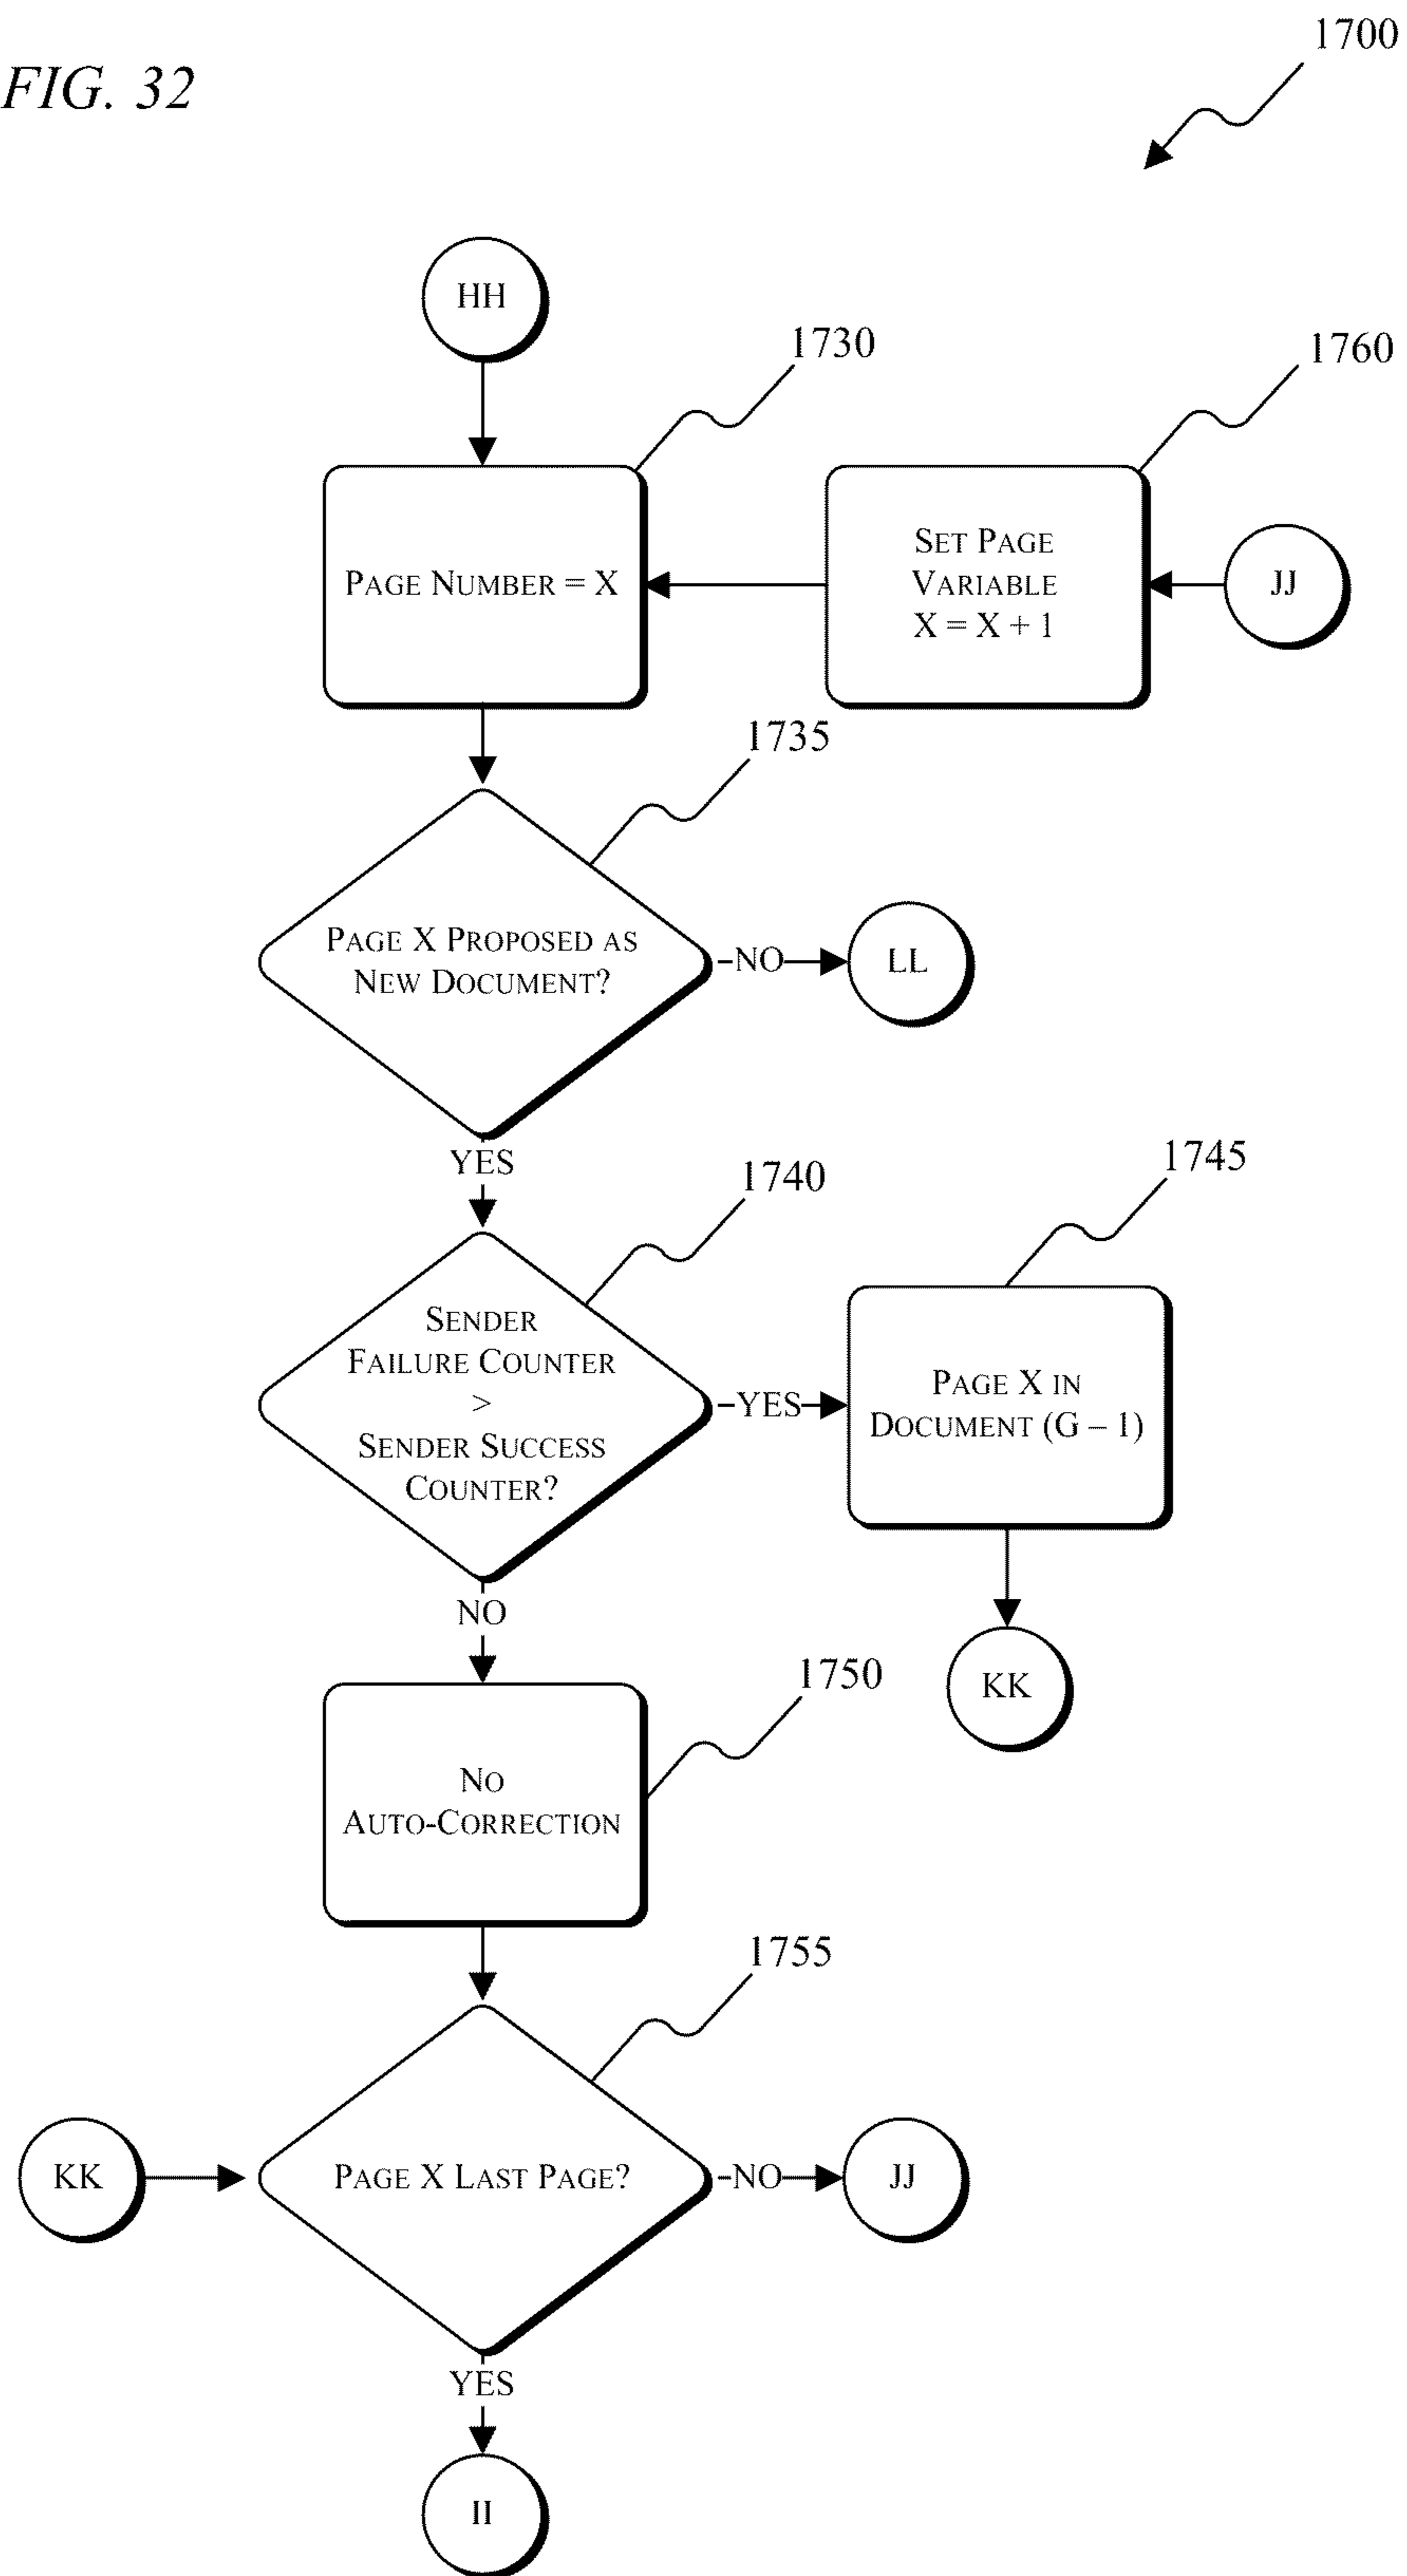 1700
FIG. 32
HH
1730
1760
PAGE NUMBER = X
SET PAGE
VARIABLE
X = X + 1
JJ
1735
PAGE X PROPOSED AS
NEW DOCUMENT?
NO
LL
YES
1740
1745
SENDER
FAILURE COUNTER
>
SENDER SUCCESS
COUNTER?
YES
PAGE X IN
DOCUMENT (G – 1)
NO
KK
1750
NO
AUTO-CORRECTION
1755
KK
PAGE X LAST PAGE?
NO
JJ
YES
II